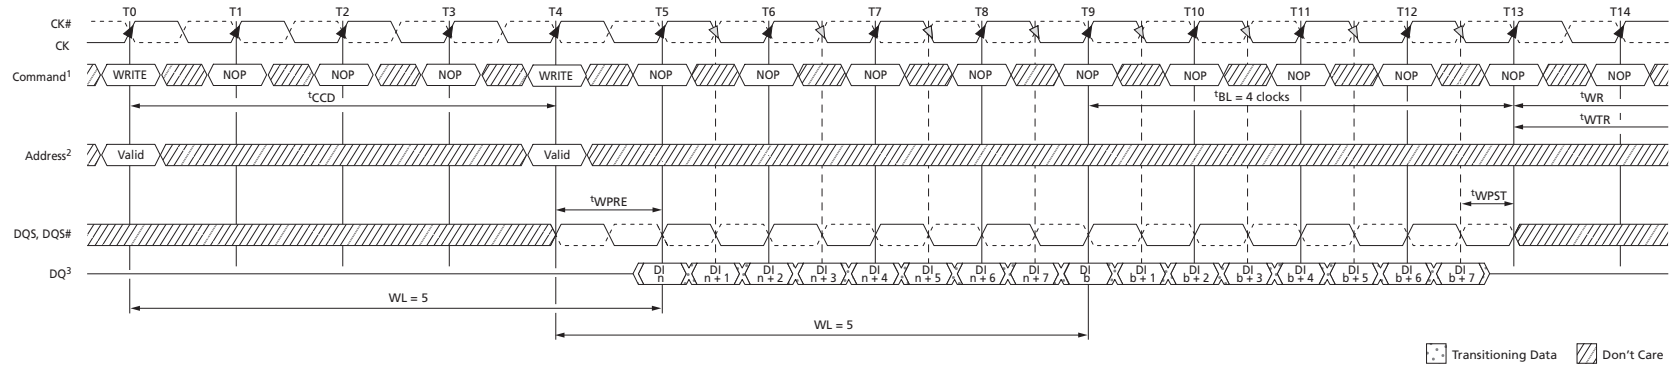 T0 T1 T2 T3 T4 T5 T6 T7 T8 T9 T10 T11 T12 T13 T14
CK#
CK
Command1 WRITE NOP NOP NOP WRITE NOP NOP NOP NOP NOP NOP NOP NOP NOP NOP
tCCD tBL = 4 clocks tWR
tWTR
Address2 Valid Valid
tWPRE tWPST
DQS, DQS#
DQ3 DI n DI n + 1 DI n + 2 DI n + 3 DI n + 4 DI n + 5 DI n + 6 DI n + 7 DI b DI b + 1 DI b + 2 DI b + 3 DI b + 4 DI b + 5 DI b + 6 DI b + 7
WL = 5
WL = 5
Transitioning Data Don't Care